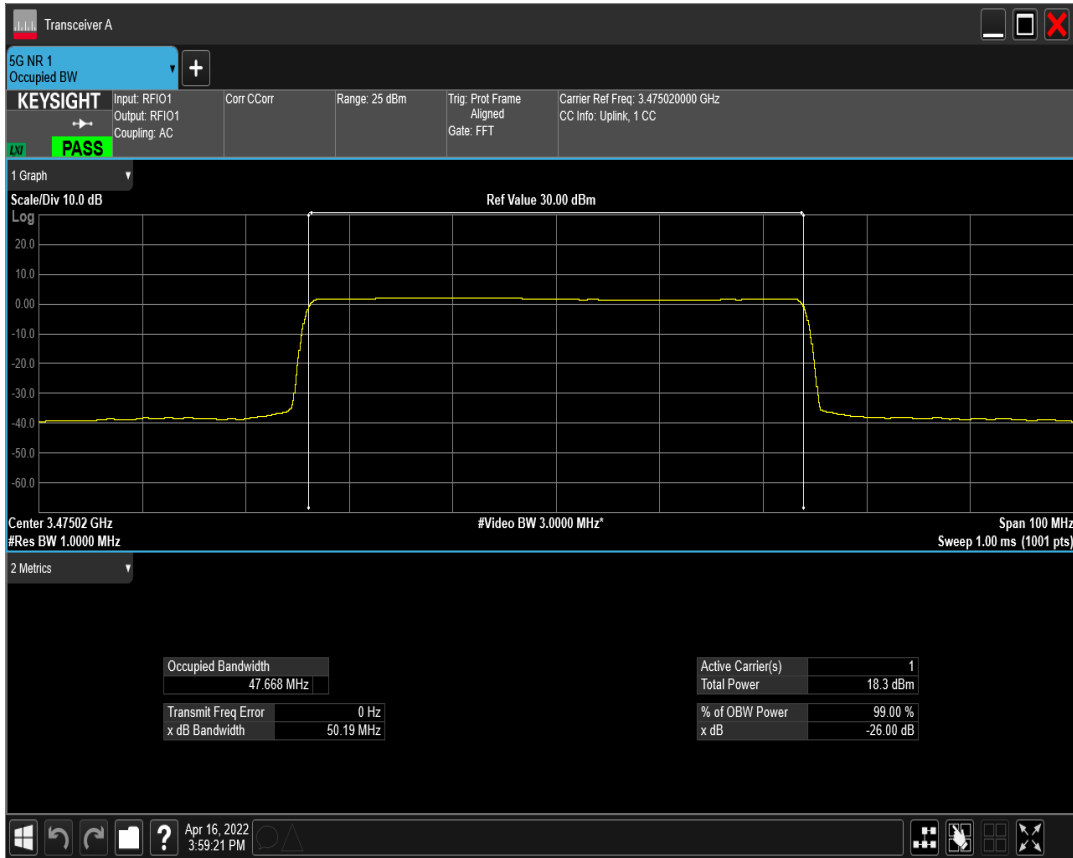 Transceiver A
5G NR 1
Occupied BW
KEYSIGHT
LXI
PASS
Input: RFIO1
Output: RFIO1
Coupling: AC
Corr CCorr
Range: 25 dBm
Trig: Prot Frame
Aligned
Gate: FFT
Carrier Ref Freq: 3.475020000 GHz
CC Info: Uplink, 1 CC
1 Graph
Scale/Div 10.0 dB
Ref Value 30.00 dBm
Log
20.0
10.0
0.00
-10.0
-20.0
-30.0
-40.0
-50.0
-60.0
Center 3.47502 GHz
#Video BW 3.0000 MHz*
Span 100 MHz
#Res BW 1.0000 MHz
Sweep 1.00 ms (1001 pts)
2 Metrics
Occupied Bandwidth
47.668 MHz
Transmit Freq Error 0 Hz
x dB Bandwidth 50.19 MHz
Active Carrier(s) 1
Total Power 18.3 dBm
% of OBW Power 99.00 %
x dB -26.00 dB
?
Apr 16, 2022
3:59:21 PM